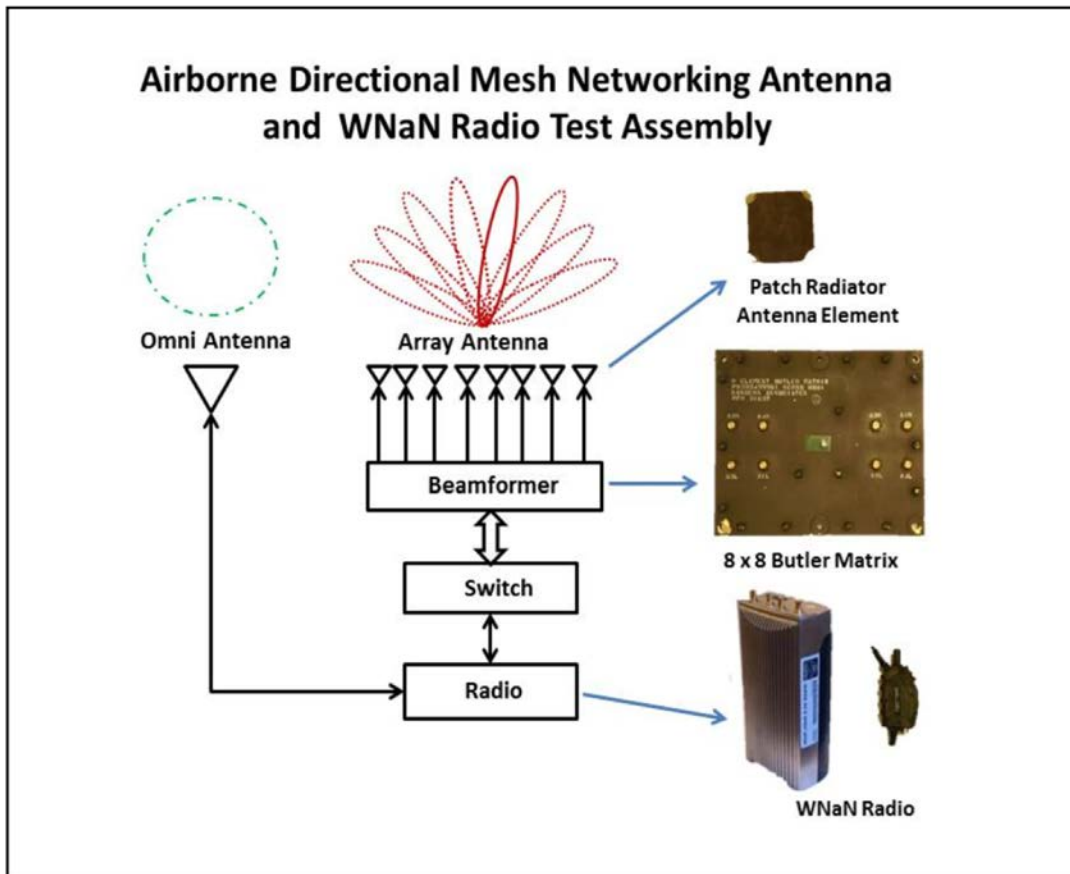 Airborne Directional Mesh Networking Antenna
and WNaN Radio Test Assembly
Omni Antenna
Array Antenna
Patch Radiator
Antenna Element
Beamformer
8 x 8 Butler Matrix
Switch
Radio
WNaN Radio